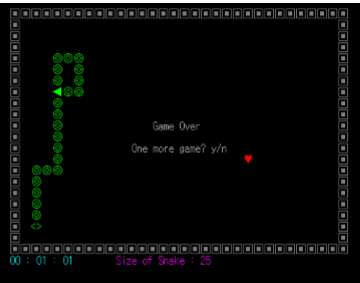 Game Over
One more game? y/n
00 : 01 : 01 Size of Snake : 25